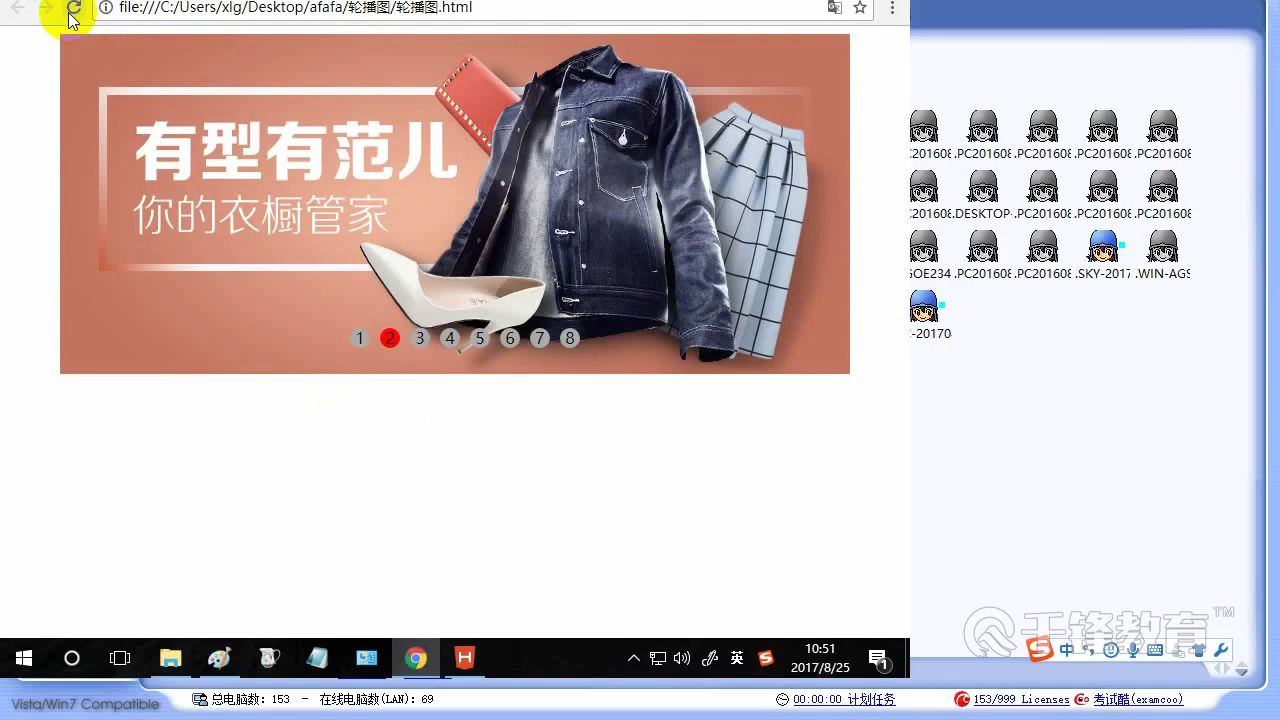 file:///C:/Users/xlg/Desktop/afafa/轮播图/轮播图.html
有型有范儿
你的衣橱管家
1 2 3 4 5 6 7 8
.PC201608 .PC201608 .PC201608 .PC201608
.DESKTOP- .PC201608 .PC201608 .PC201608
GOE234 .PC201608 .PC201608 .SKY-2017 .WIN-AGS
-20170
千锋教育 TM
中
英
10:51
2017/8/25
1
Vista/Win7 Compatible
总电脑数: 153 - 在线电脑数(LAN): 69
00:00:00 计划任务
153/999 Licenses
考试酷(examcoo)